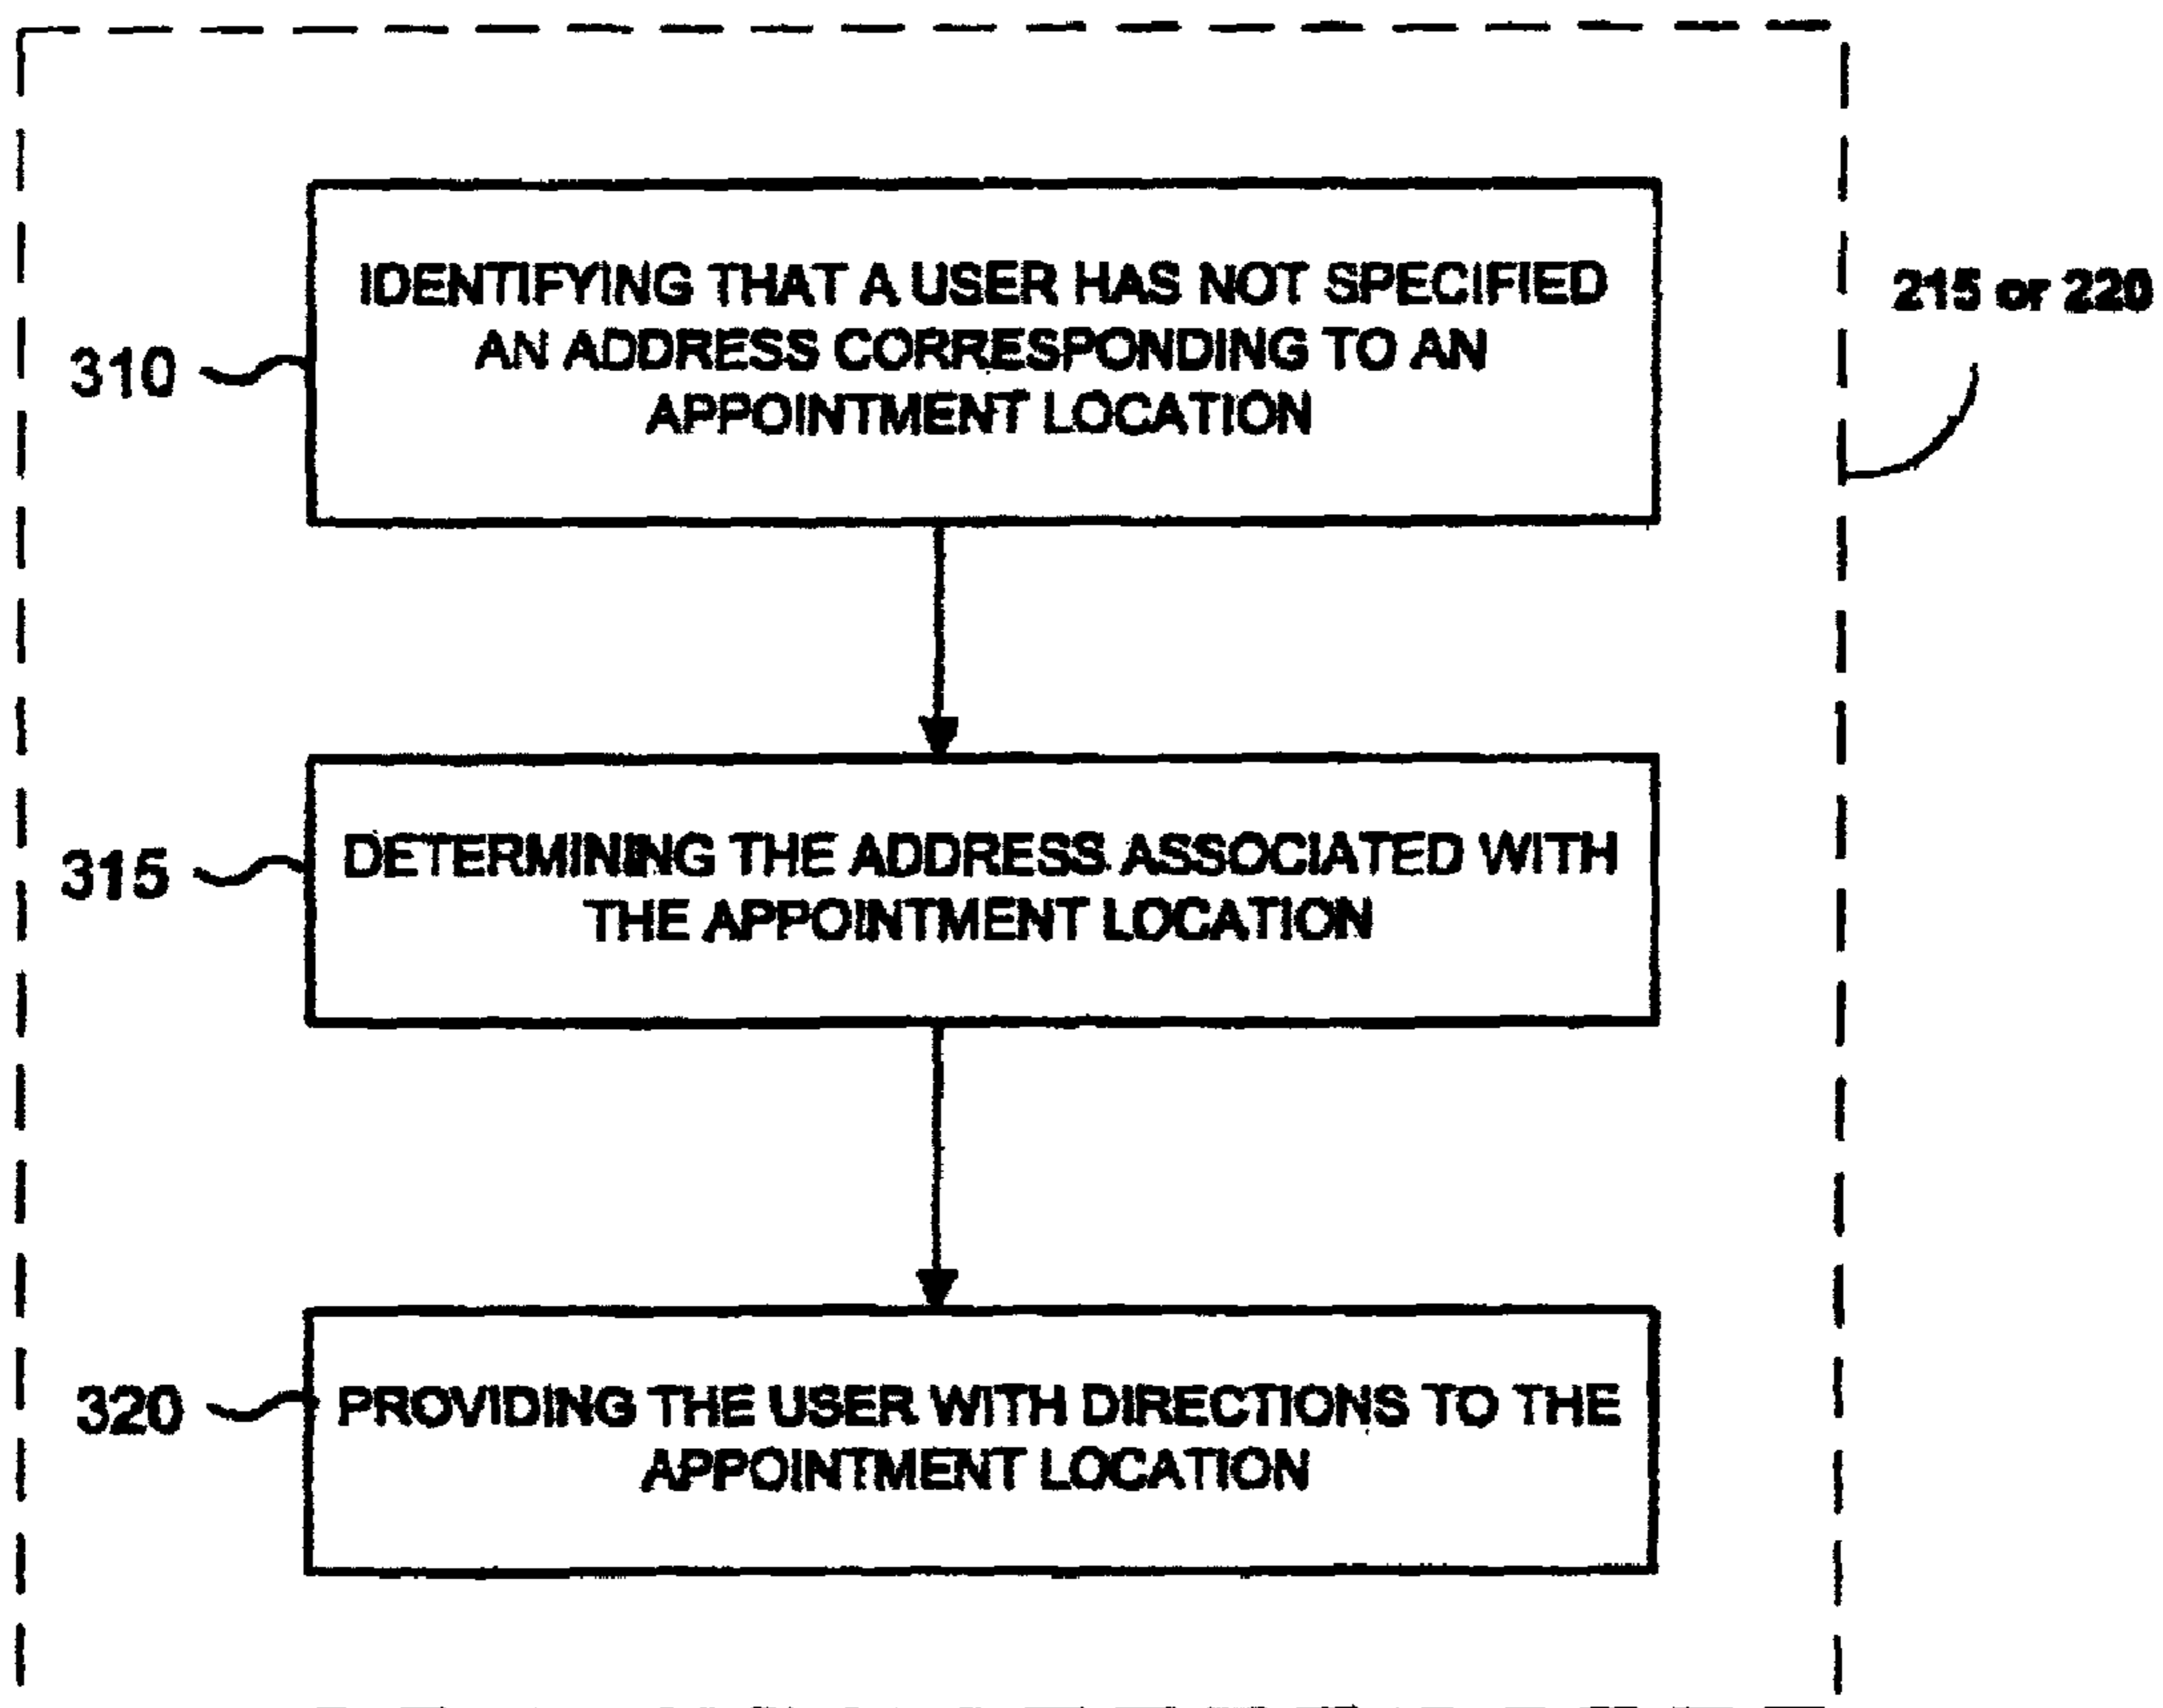 IDENTIFYING THAT A USER HAS NOT SPECIFIED
AN ADDRESS CORRESPONDING TO AN
APPOINTMENT LOCATION
310
215 or 220
DETERMINING THE ADDRESS ASSOCIATED WITH
THE APPOINTMENT LOCATION
315
PROVIDING THE USER WITH DIRECTIONS TO THE
APPOINTMENT LOCATION
320